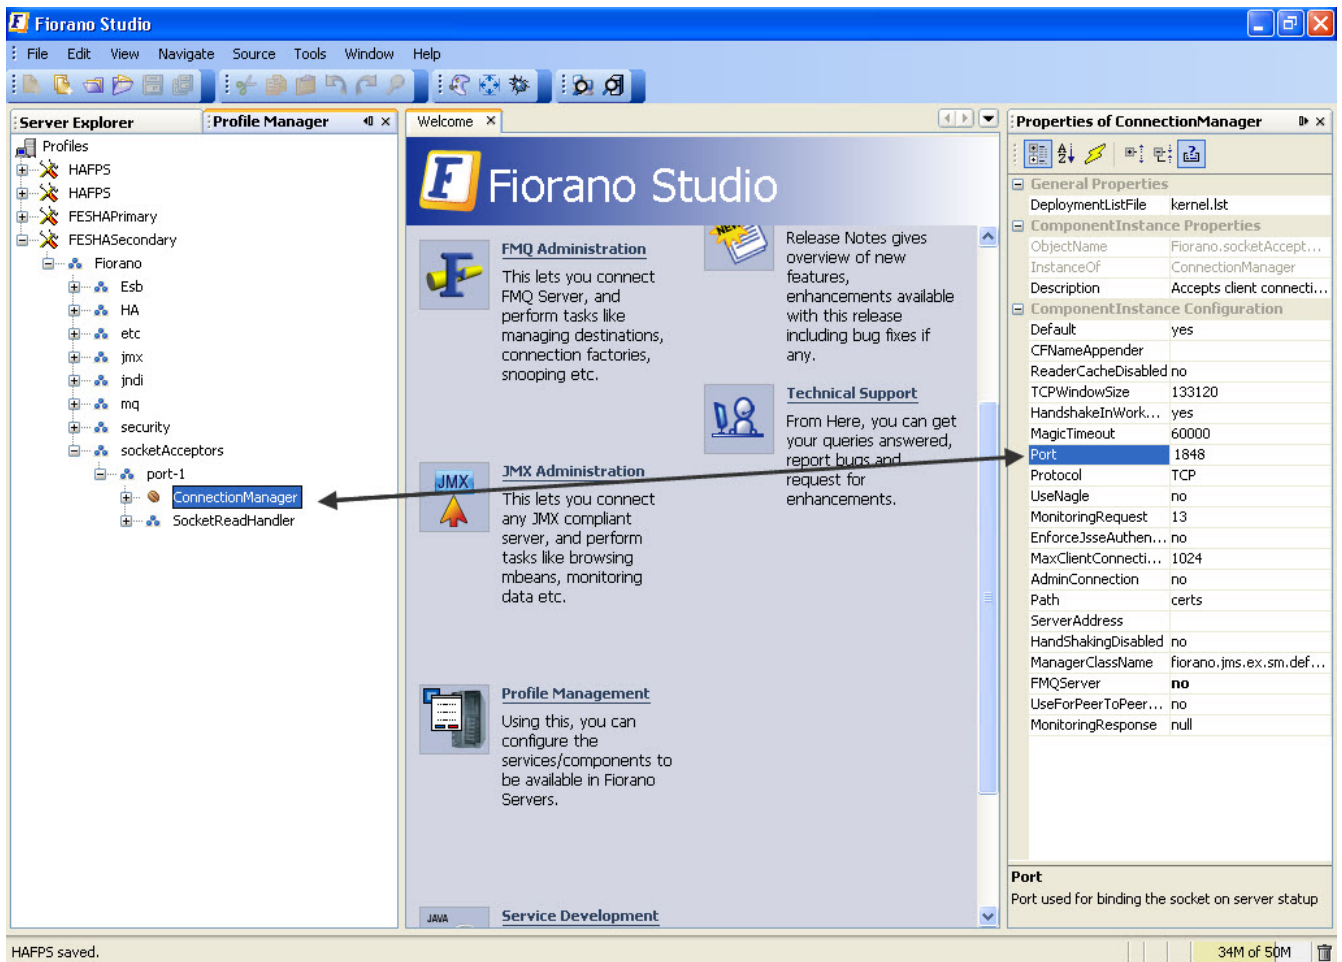 Fiorano Studio
File Edit View Navigate Source Tools Window Help
Server Explorer
Profile Manager
Profiles
HAFPS
HAFPS
FESHAPrimary
FESHASecondary
Fiorano
Esb
HA
etc
jmx
jndi
mq
security
socketAcceptors
port-1
ConnectionManager
SocketReadHandler
Welcome
Fiorano Studio
FMQ Administration
This lets you connect
FMQ Server, and
perform tasks like
managing destinations,
connection factories,
snooping etc.
JMX
JMX Administration
This lets you connect
any JMX compliant
server, and perform
tasks like browsing
mbeans, monitoring
data etc.
Profile Management
Using this, you can
configure the
services/components to
be available in Fiorano
Servers.
JAVA
Service Development
NEW
Release Notes gives
overview of new
features,
enhancements available
with this release
including bug fixes if
any.
Technical Support
From Here, you can get
your queries answered,
report bugs and
request for
enhancements.
Properties of ConnectionManager
General Properties
DeploymentListFile kernel.lst
ComponentInstance Properties
ObjectName Fiorano.socketAccept...
InstanceOf ConnectionManager
Description Accepts client connecti...
ComponentInstance Configuration
Default yes
CFNameAppender
ReaderCacheDisabled no
TCPWindowSize 133120
HandshakeInWork... yes
MagicTimeout 60000
Port 1848
Protocol TCP
UseNagle no
MonitoringRequest 13
EnforceJsseAuthen... no
MaxClientConnecti... 1024
AdminConnection no
Path certs
ServerAddress
HandShakingDisabled no
ManagerClassName fiorano.jms.ex.sm.def...
FMQServer no
UseForPeerToPeer... no
MonitoringResponse null
Port
Port used for binding the socket on server statup
HAFPS saved.
34M of 50M